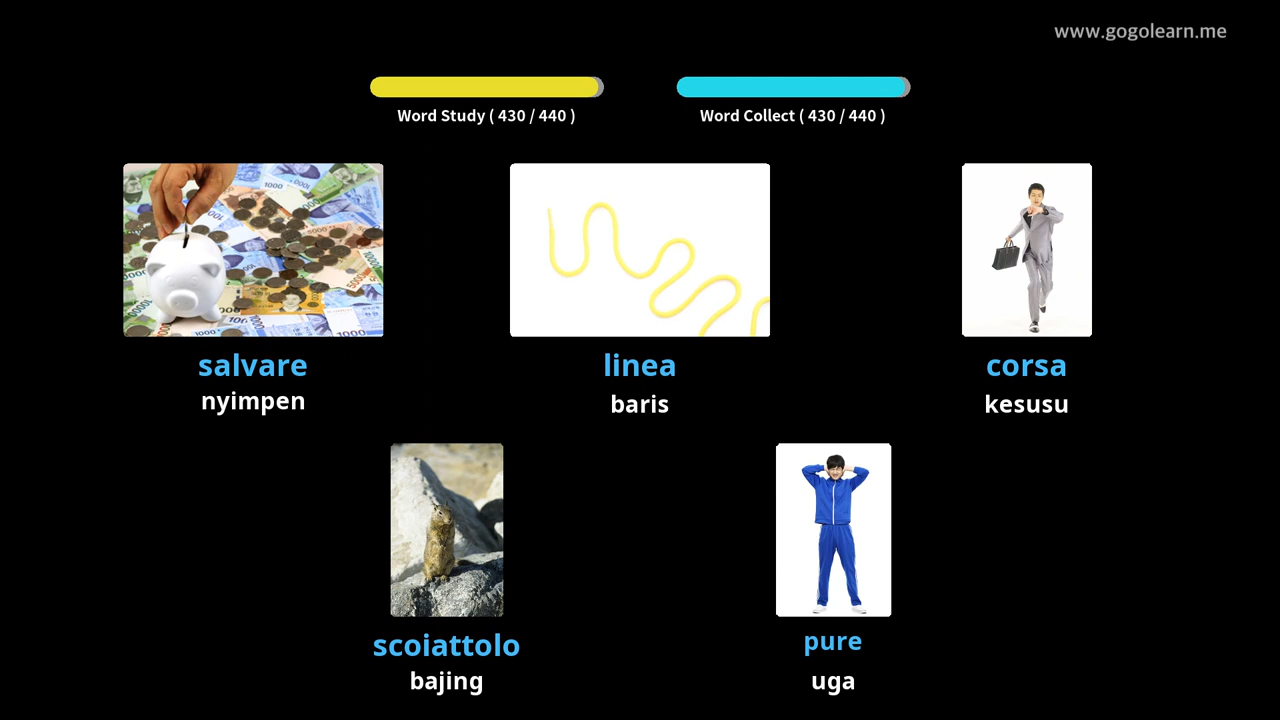 www.gogolearn.me
Word Study ( 430 / 440 )
Word Collect ( 430 / 440 )
salvare
nyimpen
linea
baris
corsa
kesusu
scoiattolo
bajing
pure
uga